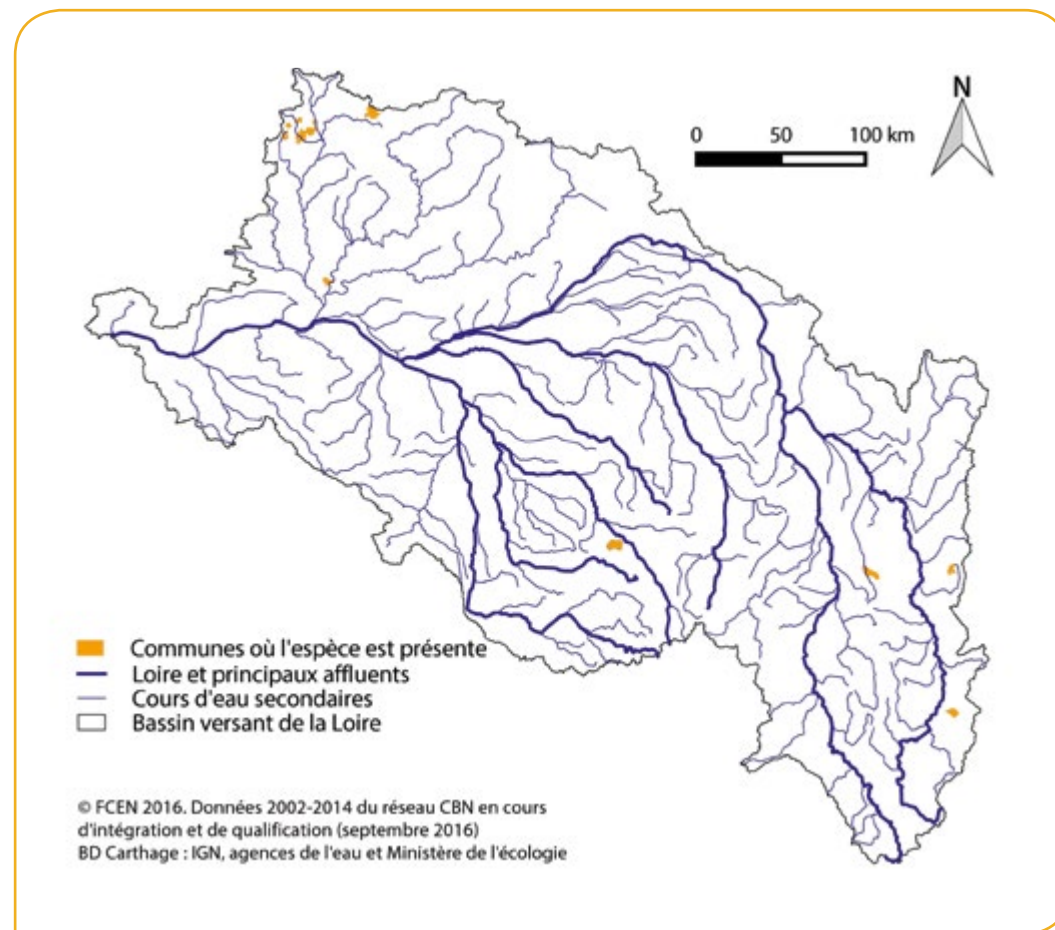 N
0 50 100 km
Communes où l'espèce est présente
Loire et principaux affluents
Cours d'eau secondaires
Bassin versant de la Loire
© FCEN 2016. Données 2002-2014 du réseau CBN en cours
d'intégration et de qualification (septembre 2016)
BD Carthage : IGN, agences de l'eau et Ministère de l'écologie